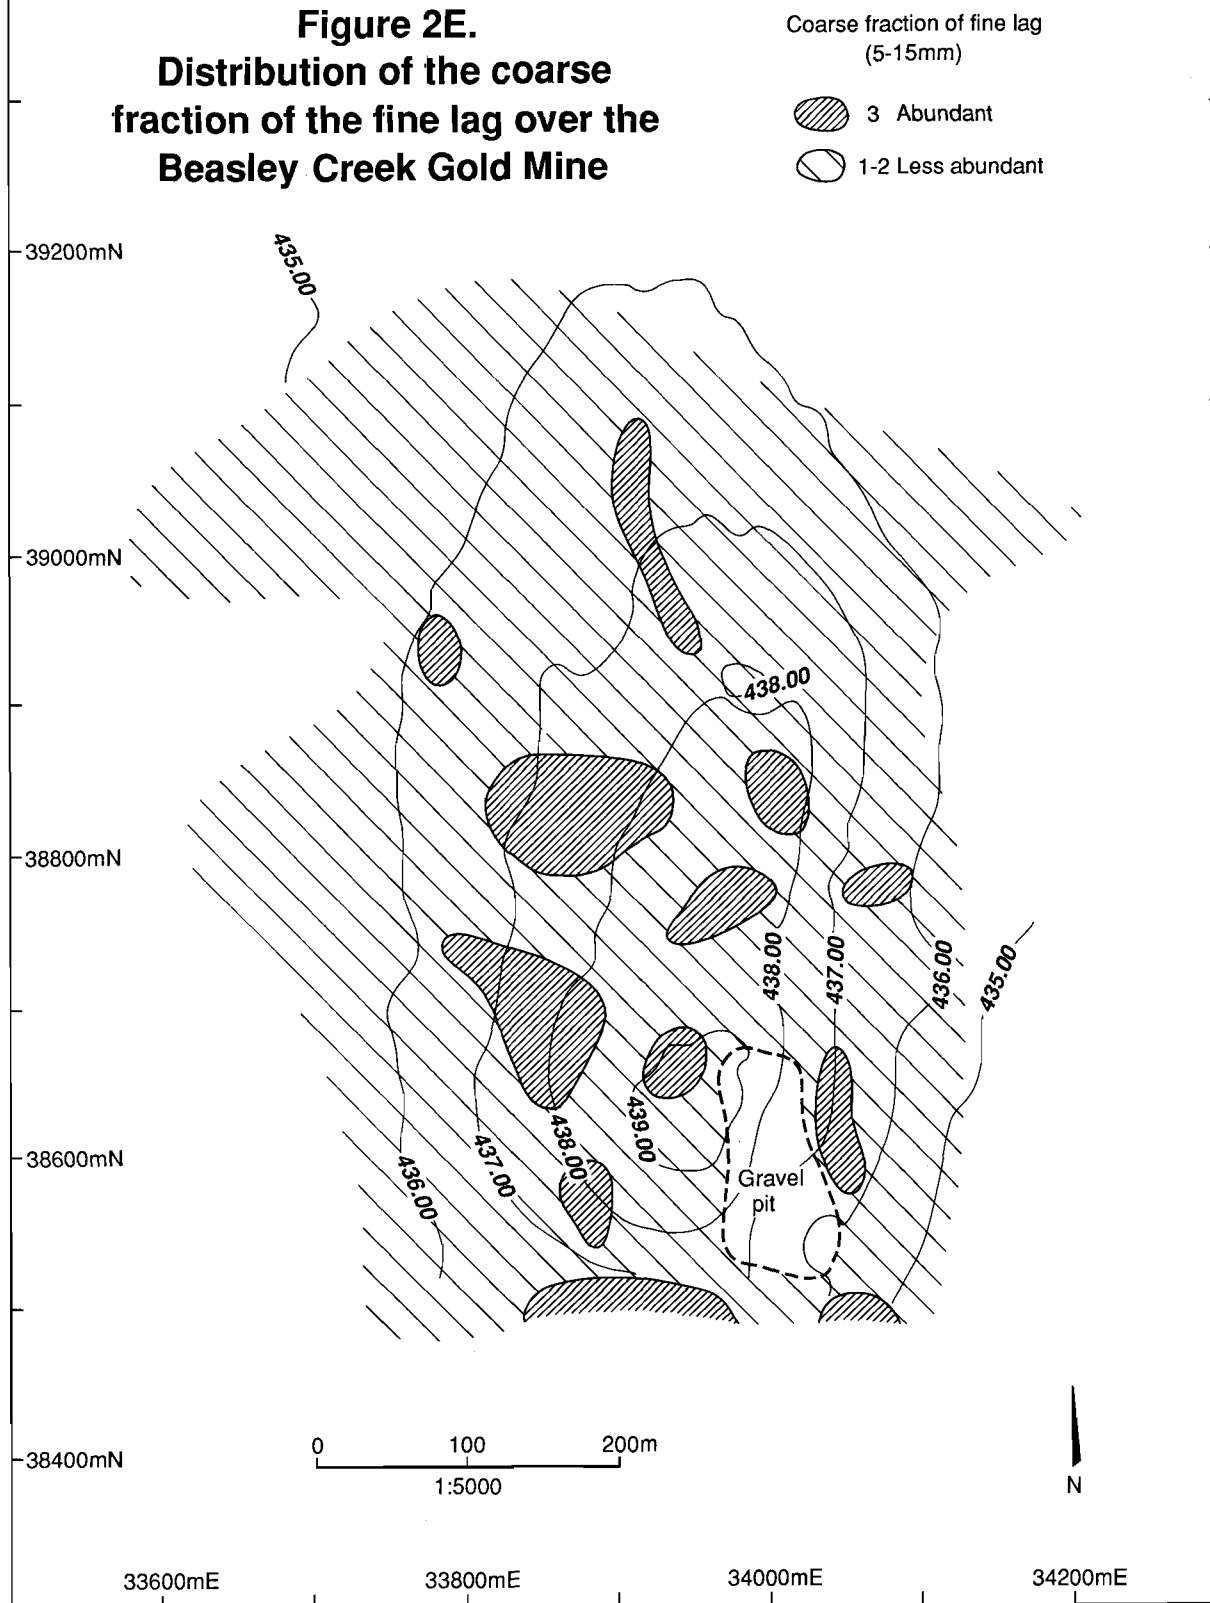 Figure 2E.
Distribution of the coarse
fraction of the fine lag over the
Beasley Creek Gold Mine
Coarse fraction of fine lag
(5-15mm)
3 Abundant
1-2 Less abundant
39200mN
435.00
39000mN
438.00
38800mN
438.00
437.00
436.00
435.00
439.00
438.00
437.00
436.00
38600mN
Gravel
pit
38400mN
0 100 200m
1:5000
N
33600mE 33800mE 34000mE 34200mE